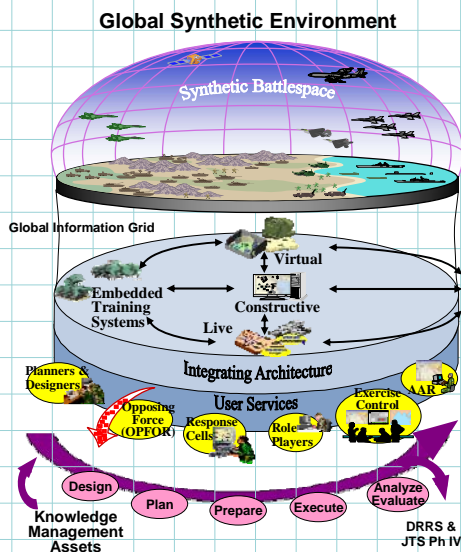 Global Synthetic Environment
Synthetic Battlespace
Global Information Grid
Virtual
Embedded
Training
Systems
Constructive
Live
Integrating Architecture
User Services
Planners &
Designers
Opposing
Force
(OPFOR)
Response
Cells
Role
Players
Exercise
Control
AAR
Design
Plan
Prepare
Execute
Analyze
Evaluate
Knowledge
Management
Assets
DRRS &
JTS Ph IV